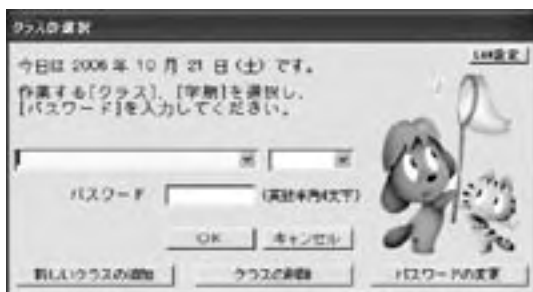 クラスの選択
今日は 2006 年 10 月 21 日(土) です。
LAN設定
作業する[クラス]、[学期]を選択し、
[パスワード]を入力してください。
パスワード
(英数半角4文字)
OK キャンセル
新しいクラスの追加 クラスの削除 パスワードの変更